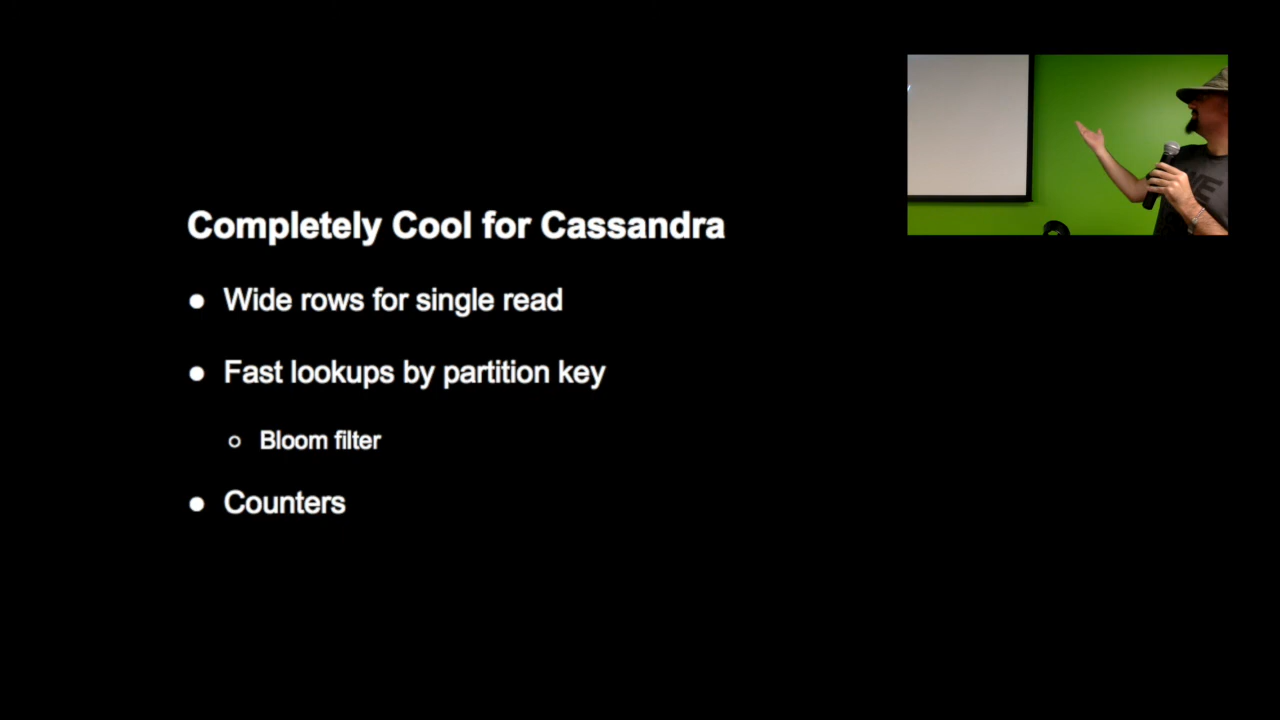 Completely Cool for Cassandra
● Wide rows for single read
● Fast lookups by partition key
○ Bloom filter
● Counters